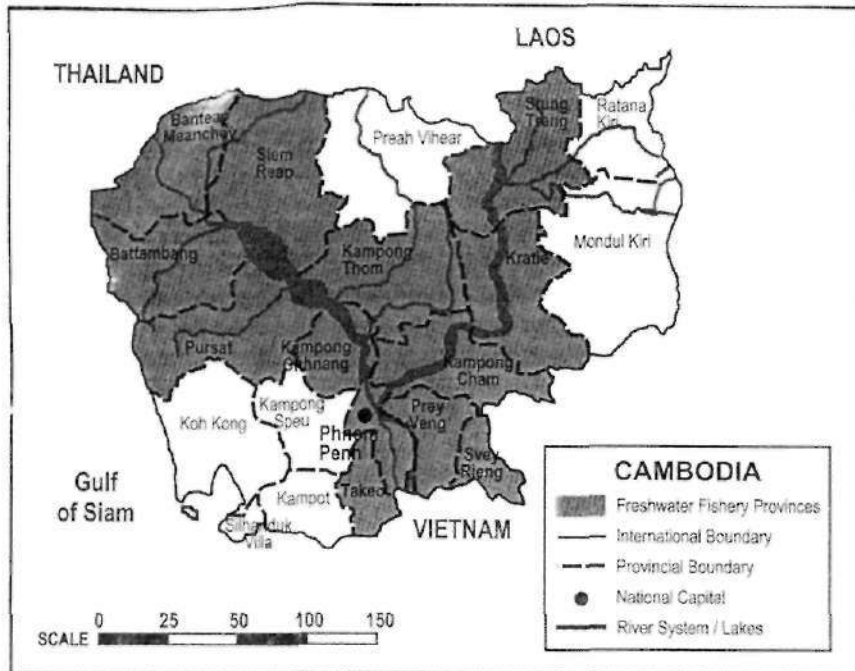 LAOS
THAILAND
Stung
Treng
Ratana
Kiri
Banteay
Meanchey
Preah Vihear
Siem
Reap
Mondul Kiri
Battambang
Kampong
Thom
Kratie
Pursat
Kampong
Chhnang
Kampong
Cham
Koh Kong
Kampong
Speu
Prey
Veng
Phnom
Penh
Svey
Rieng
Gulf
of Siam
Kampot
Takeo
VIETNAM
Villa
CAMBODIA
Freshwater Fishery Provinces
International Boundary
Provincial Boundary
National Capital
River System / Lakes
SCALE 0 25 50 100 150